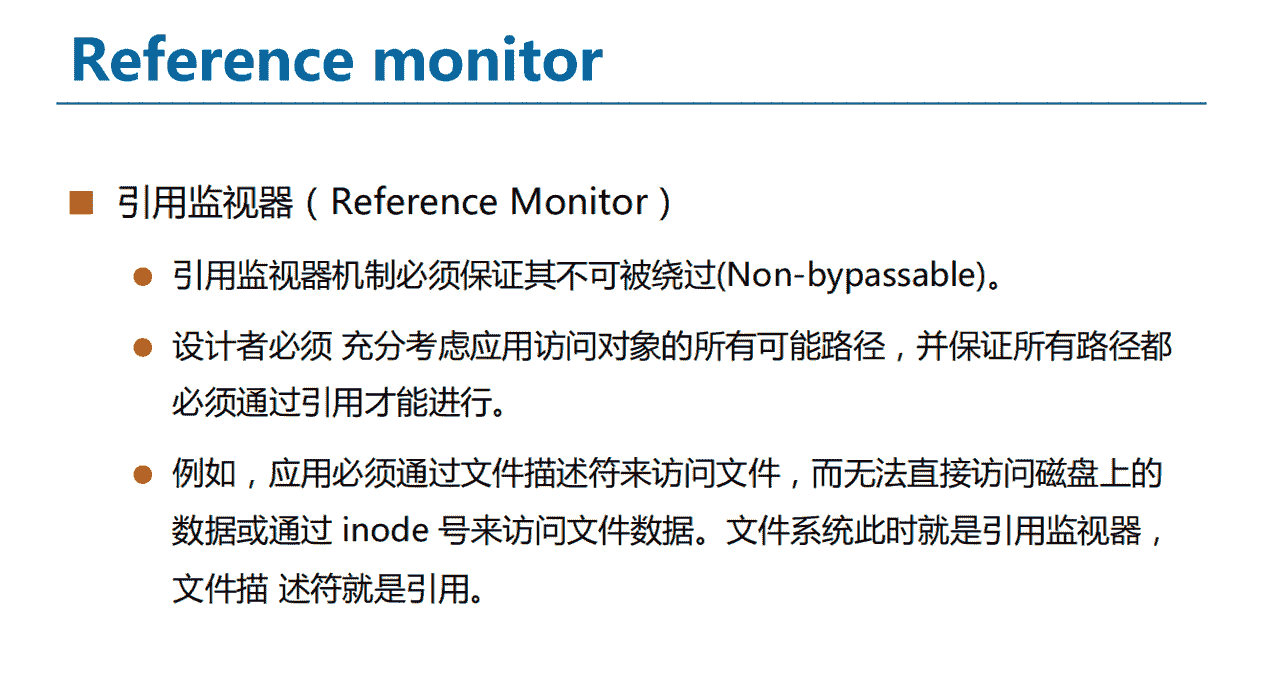 Reference monitor
引用监视器（Reference Monitor）
引用监视器机制必须保证其不可被绕过(Non-bypassable)。
设计者必须 充分考虑应用访问对象的所有可能路径，并保证所有路径都
必须通过引用才能进行。
例如，应用必须通过文件描述符来访问文件，而无法直接访问磁盘上的
数据或通过 inode 号来访问文件数据。文件系统此时就是引用监视器，
文件描 述符就是引用。